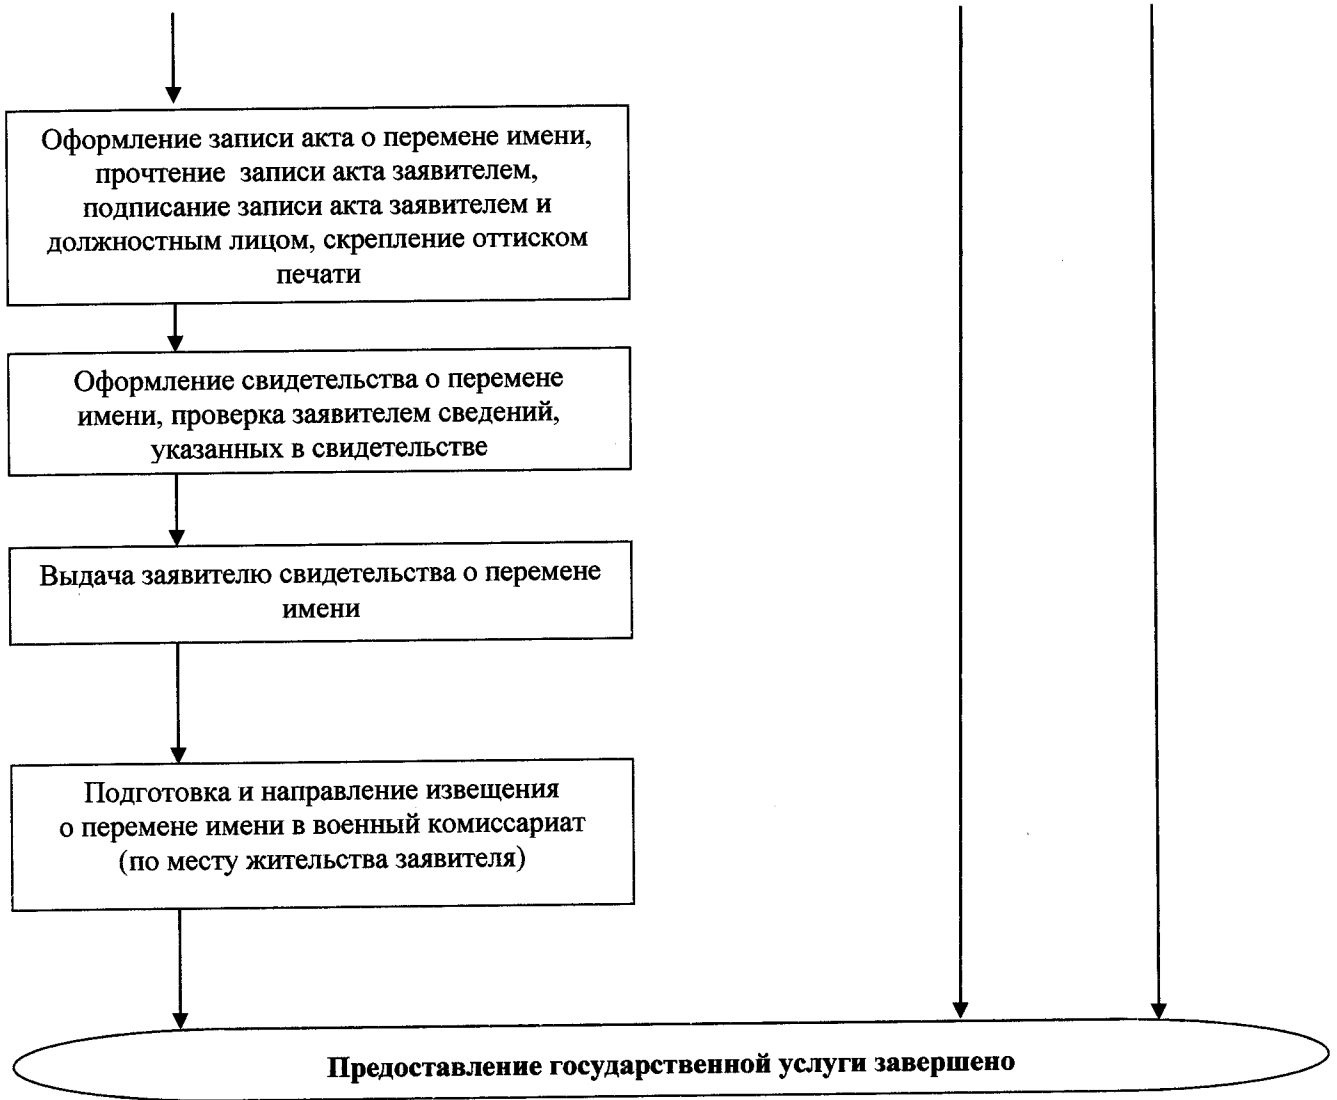 Оформление записи акта о перемене имени,
прочтение записи акта заявителем,
подписание записи акта заявителем и
должностным лицом, скрепление оттиском
печати
Оформление свидетельства о перемене
имени, проверка заявителем сведений,
указанных в свидетельстве
Выдача заявителю свидетельства о перемене
имени
Подготовка и направление извещения
о перемене имени в военный комиссариат
(по месту жительства заявителя)
Предоставление государственной услуги завершено